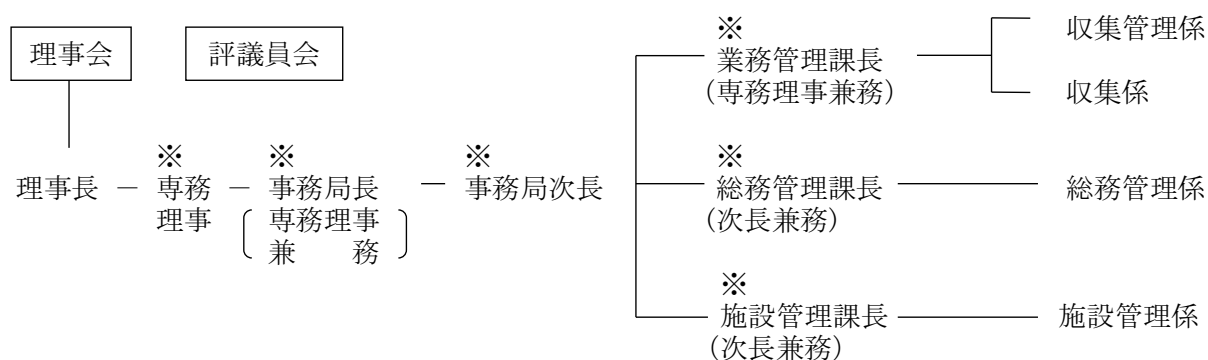 理事会
評議員会
理事長 － ※ 専務理事 － ※ 事務局長 － ※ 事務局次長
（専務理事
兼　　務）
※
業務管理課長
（専務理事兼務）
収集管理係
収集係
※
総務管理課長
（次長兼務）
総務管理係
※
施設管理課長
（次長兼務）
施設管理係